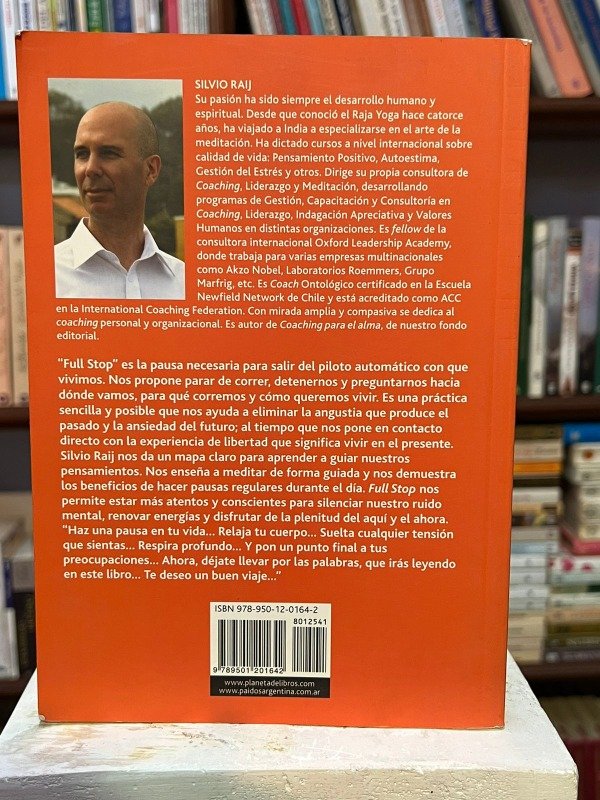 SILVIO RAIJ
Su pasión ha sido siempre el desarrollo humano y
espiritual. Desde que conoció el Raja Yoga hace catorce
años, ha viajado a India a especializarse en el arte de la
meditación. Ha dictado cursos a nivel internacional sobre
calidad de vida: Pensamiento Positivo, Autoestima,
Gestión del Estrés y otros. Dirige su propia consultora de
Coaching, Liderazgo y Meditación, desarrollando
programas de Gestión, Capacitación y Consultoría en
Coaching, Liderazgo, Indagación Apreciativa y Valores
Humanos en distintas organizaciones. Es fellow de la
consultora internacional Oxford Leadership Academy,
donde trabaja para varias empresas multinacionales
como Akzo Nobel, Laboratorios Roemmers, Grupo
Marfrig, etc. Es Coach Ontológico certificado en la Escuela
Newfield Network de Chile y está acreditado como ACC
en la International Coaching Federation. Con mirada amplia y compasiva se dedica al
coaching personal y organizacional. Es autor de Coaching para el alma, de nuestro fondo
editorial.
"Full Stop" es la pausa necesaria para salir del piloto automático con que
vivimos. Nos propone parar de correr, detenernos y preguntarnos hacia
dónde vamos, para qué corremos y cómo queremos vivir. Es una práctica
sencilla y posible que nos ayuda a eliminar la angustia que produce el
pasado y la ansiedad del futuro; al tiempo que nos pone en contacto
directo con la experiencia de libertad que significa vivir en el presente.
Silvio Raij nos da un mapa claro para aprender a guiar nuestros
pensamientos. Nos enseña a meditar de forma guiada y nos demuestra
los beneficios de hacer pausas regulares durante el día. Full Stop nos
permite estar más atentos y conscientes para silenciar nuestro ruido
mental, renovar energías y disfrutar de la plenitud del aquí y el ahora.
"Haz una pausa en tu vida... Relaja tu cuerpo... Suelta cualquier tensión
que sientas... Respira profundo... Y pon un punto final a tus
preocupaciones... Ahora, déjate llevar por las palabras, que irás leyendo
en este libro... Te deseo un buen viaje..."
ISBN 978-950-12-0164-2
8012541
9 789501 201642
www.planetadelibros.com
www.paidosargentina.com.ar